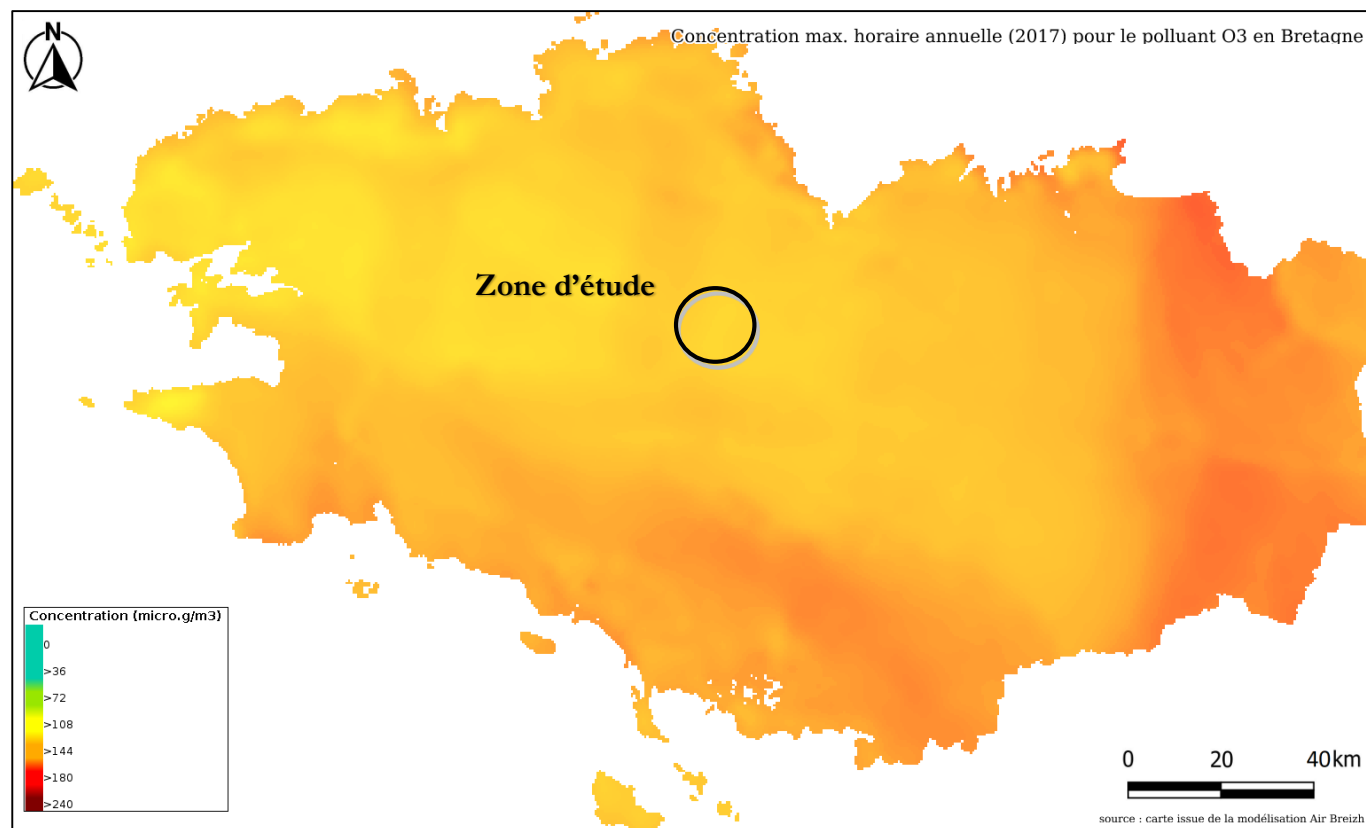 N
Concentration max. horaire annuelle (2017) pour le polluant O3 en Bretagne
Zone d'étude
Concentration (micro.g/m3)
0
>36
>72
>108
>144
>180
>240
0 20 40km
source : carte issue de la modélisation Air Breizh